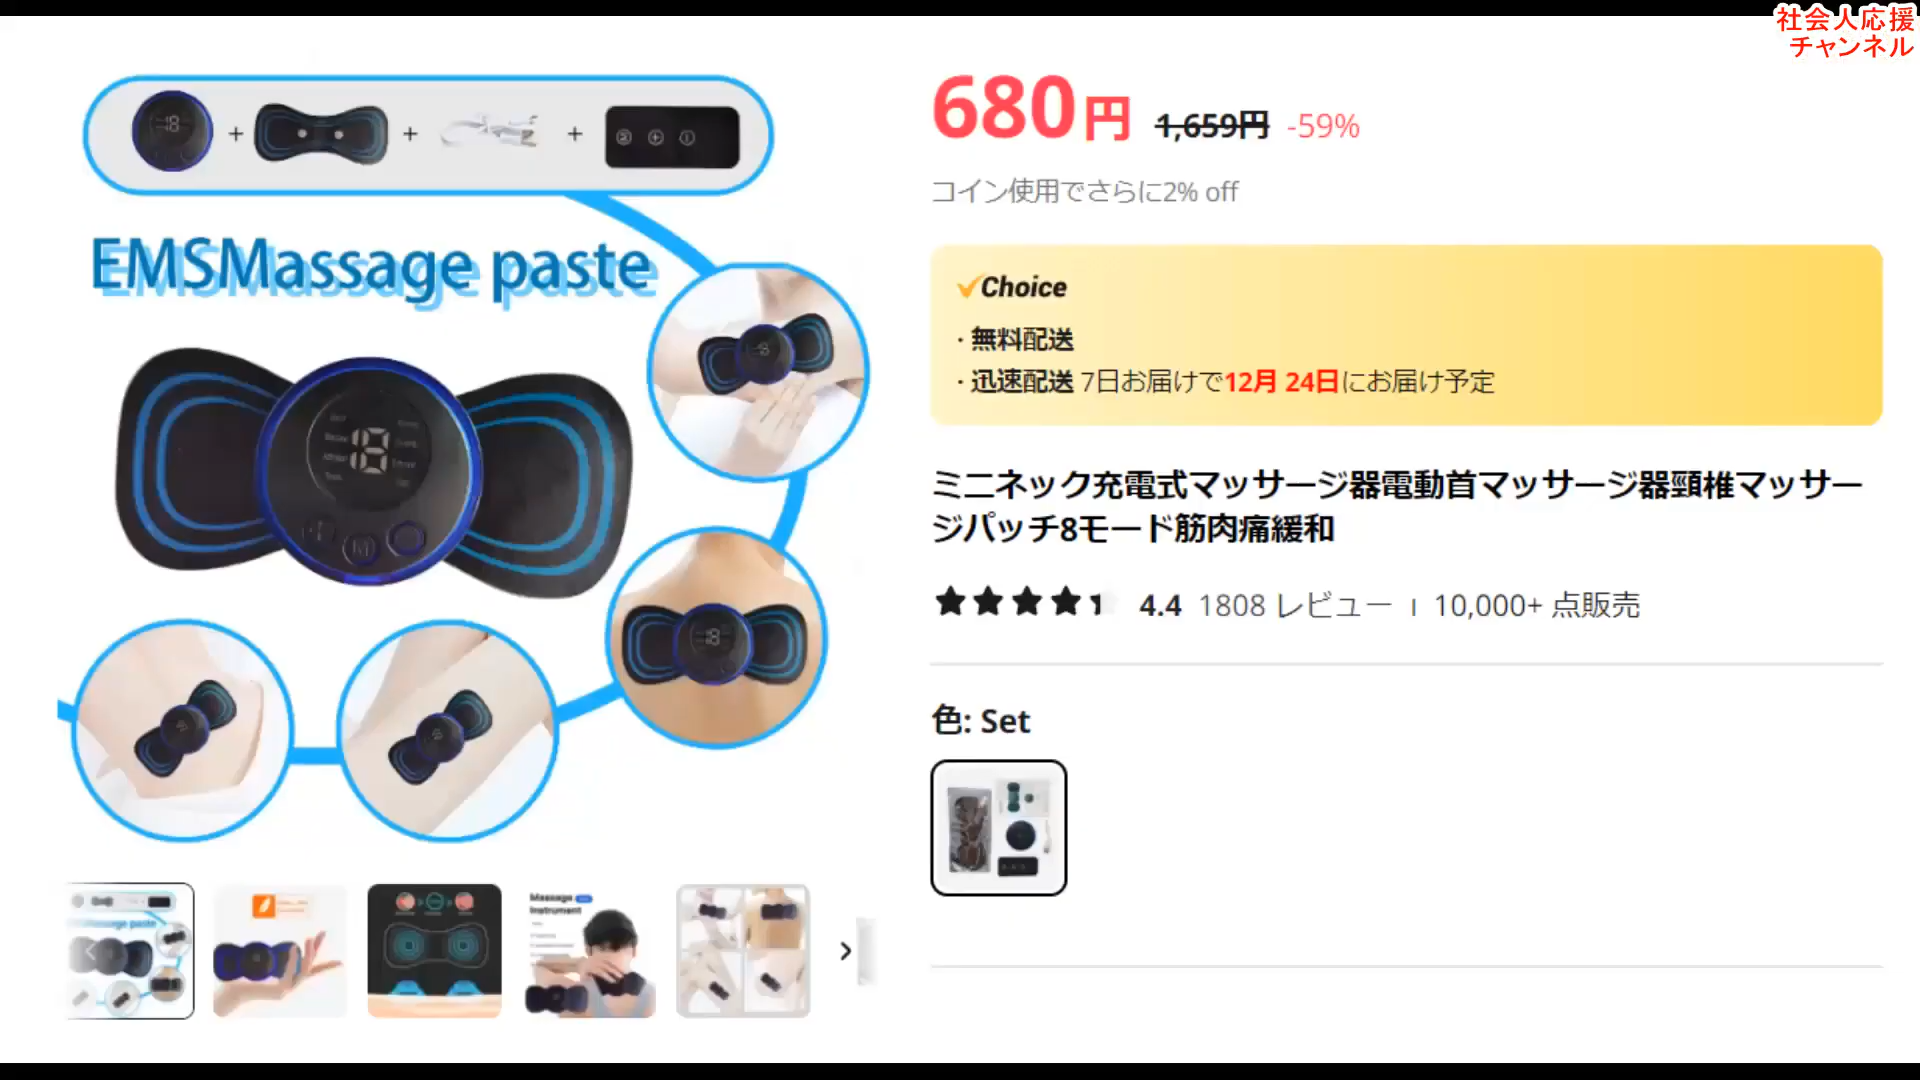 社会人応援
チャンネル
EMSMassage paste
680円 1,659円 -59%
コイン使用でさらに2% off
Choice
· 無料配送
· 迅速配送 7日お届けで12月 24日にお届け予定
ミニネック充電式マッサージ器電動首マッサージ器頸椎マッサー
ジパッチ8モード筋肉痛緩和
4.4 1808 レビュー 10,000+ 点販売
色: Set
Massage
Instrument